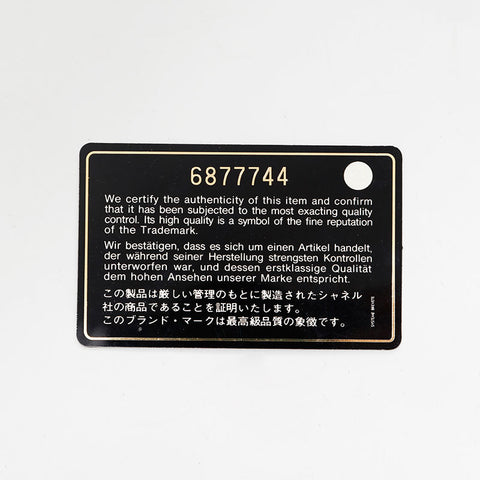 6877744
We certify the authenticity of this item and confirm
that it has been subjected to the most exacting quality
control. Its high quality is a symbol of the fine reputation
of the Trademark.
Wir bestätigen, dass es sich um einen Artikel handelt,
der während seiner Herstellung strengsten Kontrollen
unterworfen war, und dessen erstklassige Qualität
dem hohen Ansehen unserer Marke entspricht.
この製品は厳しい管理のもとに製造されたシャネル
社の商品であることを証明いたします。
このブランド・マークは最高級品質の象徴です。